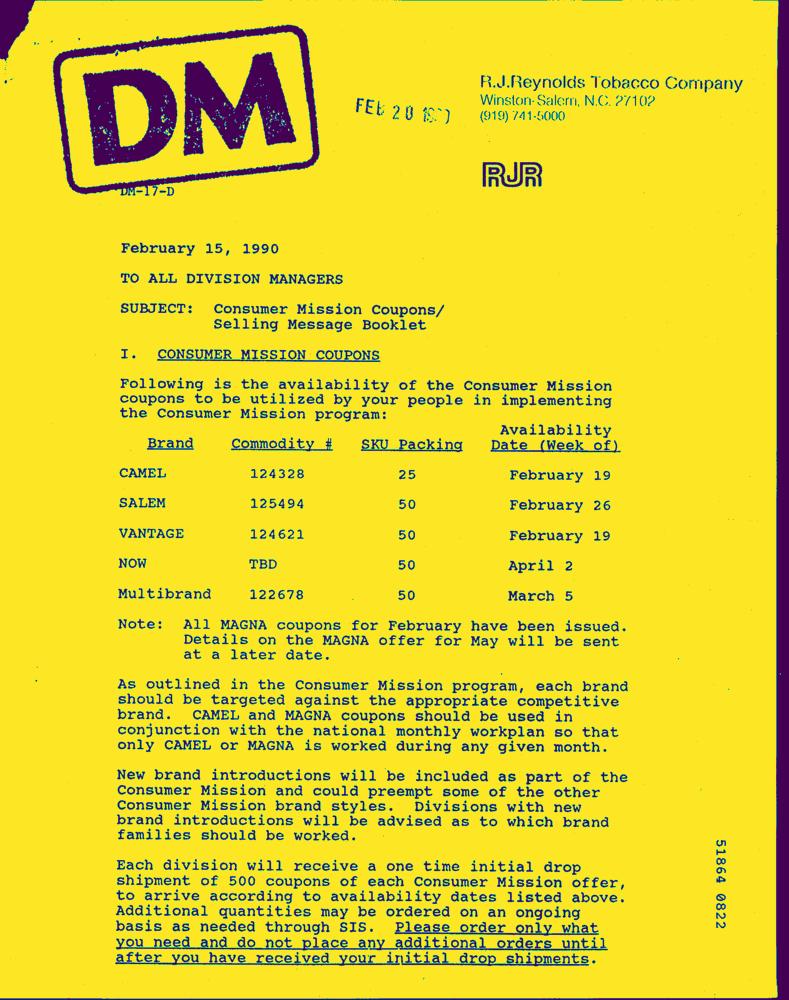 DM
R.J.Reynolds Tobacco Company
Winston-Salem, N.C. 27102
(919) 741-5000
FEB 20
RJR
DM-17-D
February 15, 1990
TO ALL DIVISION MANAGERS
SUBJECT: Consumer Mission Coupons/
Selling Message Booklet
I. CONSUMER MISSION COUPONS
Following is the availability of the Consumer Mission
coupons to be utilized by your people in implementing
the Consumer Mission program:
Availability
Brand Commodity # SKU Packing Date (Week of)
CAMEL 124328 25 February 19
SALEM 125494 50 February 26
VANTAGE 124621 50 February 19
NOW TBD 50 April 2
Multibrand 122678 50 March 5
Note: All MAGNA coupons for February have been issued.
Details on the MAGNA offer for May will be sent
at a later date.
As outlined in the Consumer Mission program, each brand
should be targeted against the appropriate competitive
brand. CAMEL and MAGNA coupons should be used in
conjunction with the national monthly workplan so that
only CAMEL or MAGNA is worked during any given month.
New brand introductions will be included as part of the
Consumer Mission and could preempt some of the other
Consumer Mission brand styles. Divisions with new
brand introductions will be advised as to which brand
families should be worked.
Each division will receive a one time initial drop
shipment of 500 coupons of each Consumer Mission offer,
to arrive according to availability dates listed above.
Additional quantities may be ordered on an ongoing
basis as needed through SIS. Please order only what
you need and do not place any additional orders until
after you have received your initial drop shipments.
51864 0822